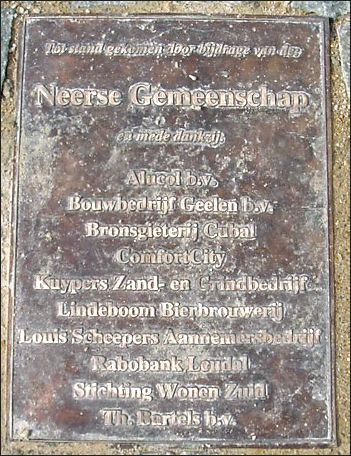 Tot stand gekomen door bijdrage van de
Neerse Gemeenschap
en mede dankzij
Alucol b.v.
Bouwbedrijf Geelen b.v.
Bronsgieterij Cubal
ComfortCity
Kuypers Zand- en Grindbedrijf
Lindeboom Bierbrouwerij
Louis Scheepers Aannemersbedrijf
Rabobank Leudal
Stichting Wonen Zuid
Th. Bartels b.v.